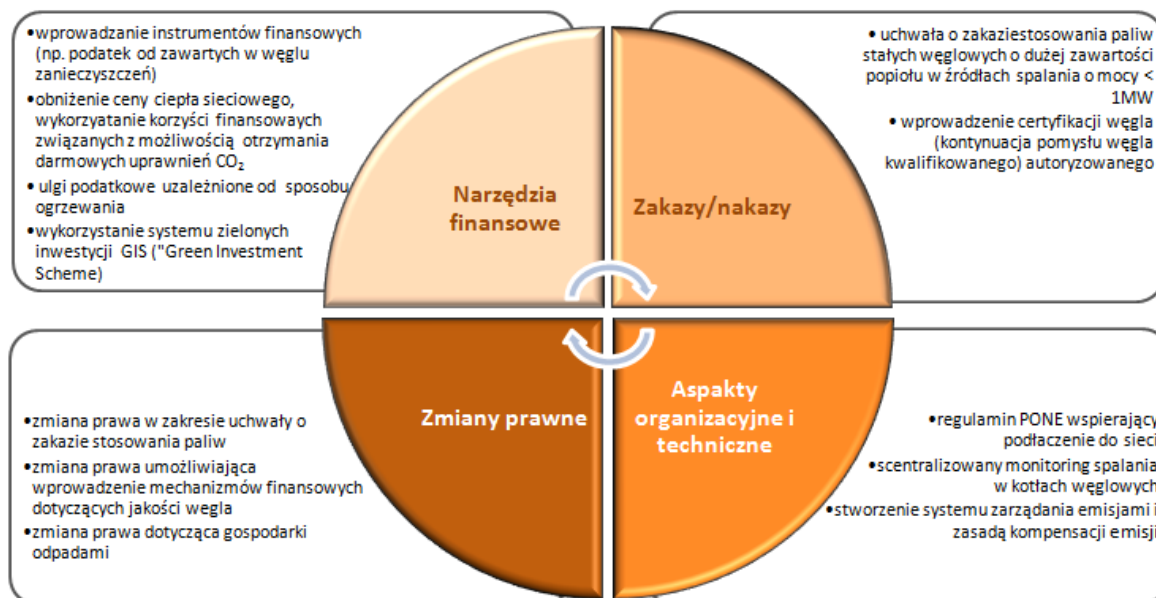 •wprowadzanie instrumentów finansowych
(np. podatek od zawartych w węglu
zanieczyszczeń)
•obniżenie ceny ciepła sieciowego,
wykorzyatanie korzyści finansowaych
związanych z możliwością otrzymania
darmowych uprawnień CO₂
• ulgi podatkowe uzależnione od sposobu
ogrzewania
•wykorzystanie systemu zielonych
inwestycji GIS ("Green Investment
Scheme)
Narzędzia
finansowe
• uchwała o zakaziestosowania paliw
stałych węglowych o dużej zawartości
popiołu w źródłach spalania o mocy <
1MW
• wprowadzenie certyfikacji węgla
(kontynuacja pomysłu węgla
kwalifikowanego) autoryzowanego
Zakazy/nakazy
•zmiana prawa w zakresie uchwały o
zakazie stosowania paliw
•zmiana prawa umożliwiająca
wprowadzenie mechanizmów finansowych
dotyczących jakości wegla
•zmiana prawa dotycząca gospodarki
odpadami
Zmiany prawne
Aspakty
organizacyjne i
techniczne
•regulamin PONE wspierający
podłaczenie do sieci
•scentralizowany monitoring spalania
w kotłach węglowych
•stworzenie systemu zarządania emisjami i
zasadą kompensacji emisji